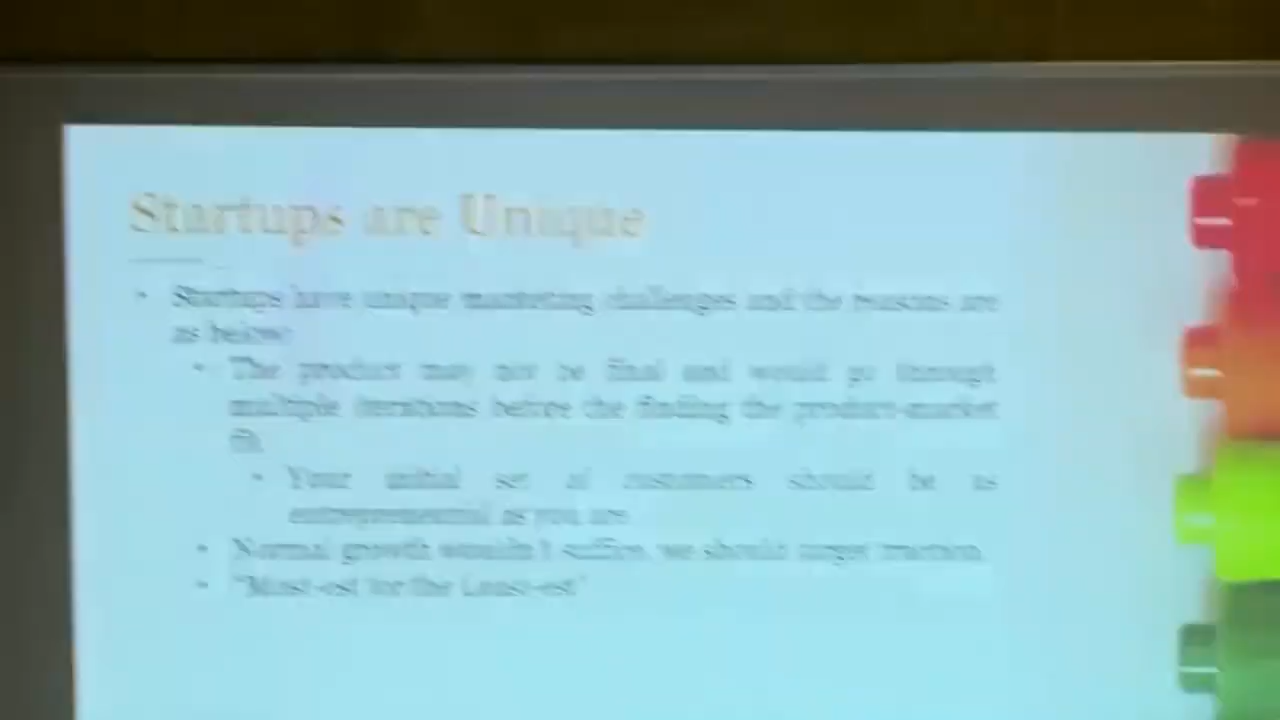 Startups are Unique
Startups have unique marketing challenges and the reasons are
as below:
The product may not be final and would go through
multiple iterations before the finding the product-market
fit.
Your initial set of customers should be as
entrepreneurial as you are
Normal growth wouldn't suffice, we should target traction.
"Most-est for the Least-est"